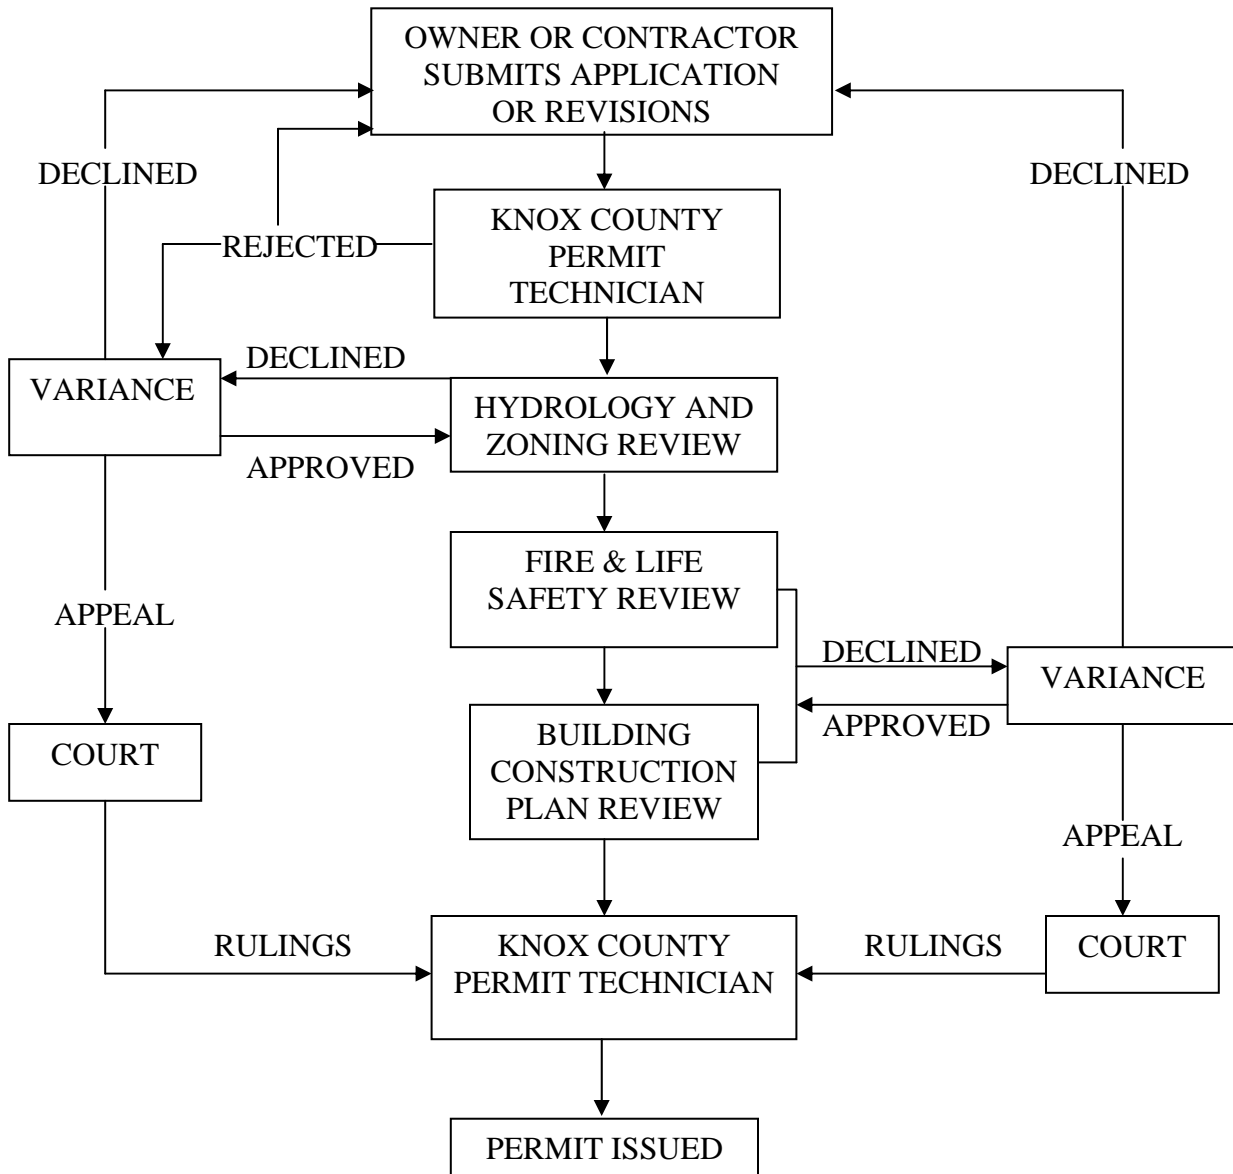 OWNER OR CONTRACTOR
SUBMITS APPLICATION
OR REVISIONS
DECLINED
DECLINED
KNOX COUNTY
PERMIT
TECHNICIAN
REJECTED
DECLINED
VARIANCE
HYDROLOGY AND
ZONING REVIEW
APPROVED
FIRE & LIFE
SAFETY REVIEW
APPEAL
DECLINED
VARIANCE
APPROVED
COURT
BUILDING
CONSTRUCTION
PLAN REVIEW
APPEAL
RULINGS
KNOX COUNTY
PERMIT TECHNICIAN
RULINGS
COURT
PERMIT ISSUED